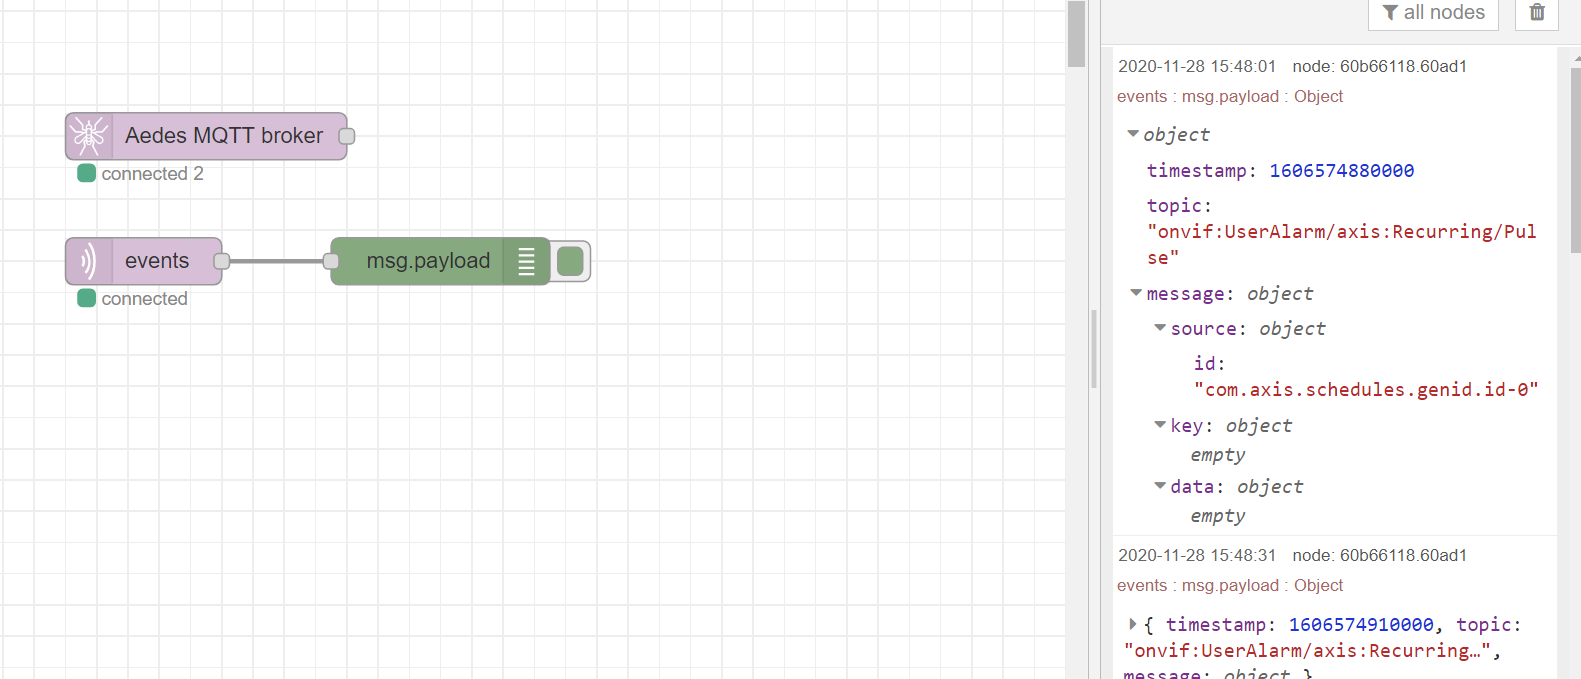 all nodes
Aedes MQTT broker
connected 2
events
msg.payload
connected
2020-11-28 15:48:01 node: 60b66118.60ad1
events : msg.payload : Object
object
timestamp: 1606574880000
topic:
"onvif:UserAlarm/axis:Recurring/Pul
se"
message: object
source: object
id:
"com.axis.schedules.genid.id-0"
key: object
empty
data: object
empty
2020-11-28 15:48:31 node: 60b66118.60ad1
events : msg.payload : Object
{ timestamp: 1606574910000, topic:
"onvif:UserAlarm/axis:Recurring…",
message: object }